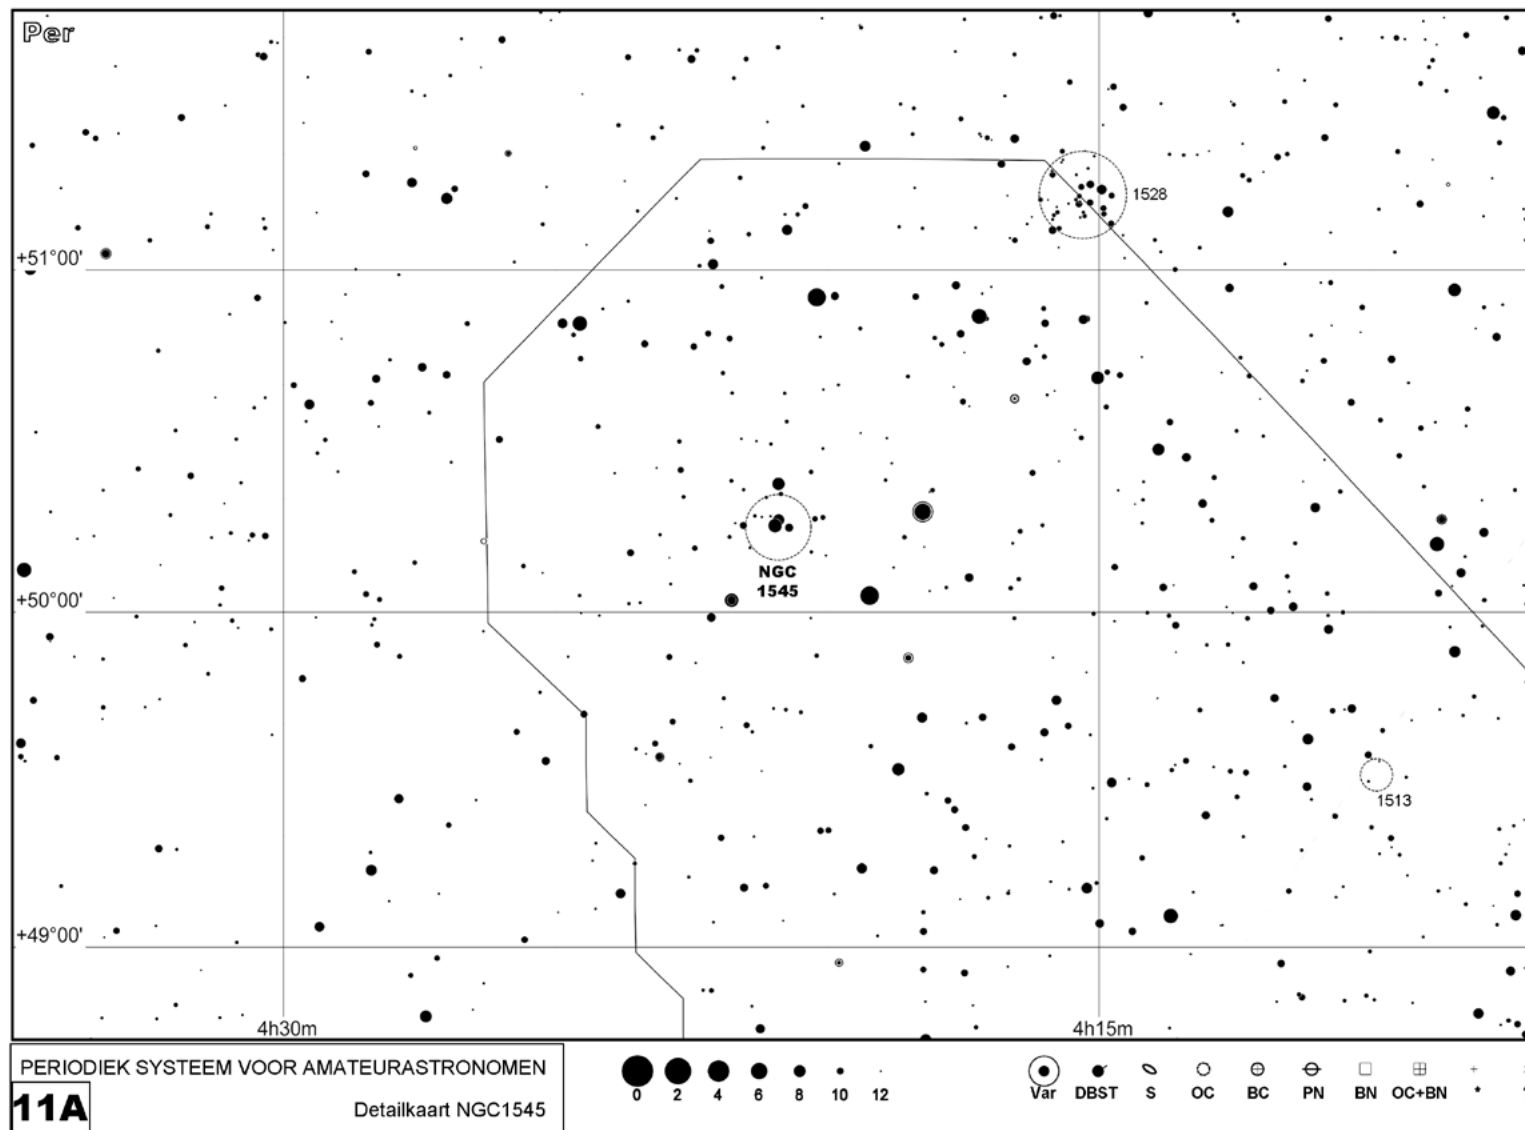 Per
1528
+51°00'
NGC
1545
+50°00'
1513
+49°00'
4h30m
4h15m
PERIODIEK SYSTEEM VOOR AMATEURASTRONOMEN
11A
Detailkaart NGC1545
0 2 4 6 8 10 12
Var DBST S OC BC PN BN OC+BN *